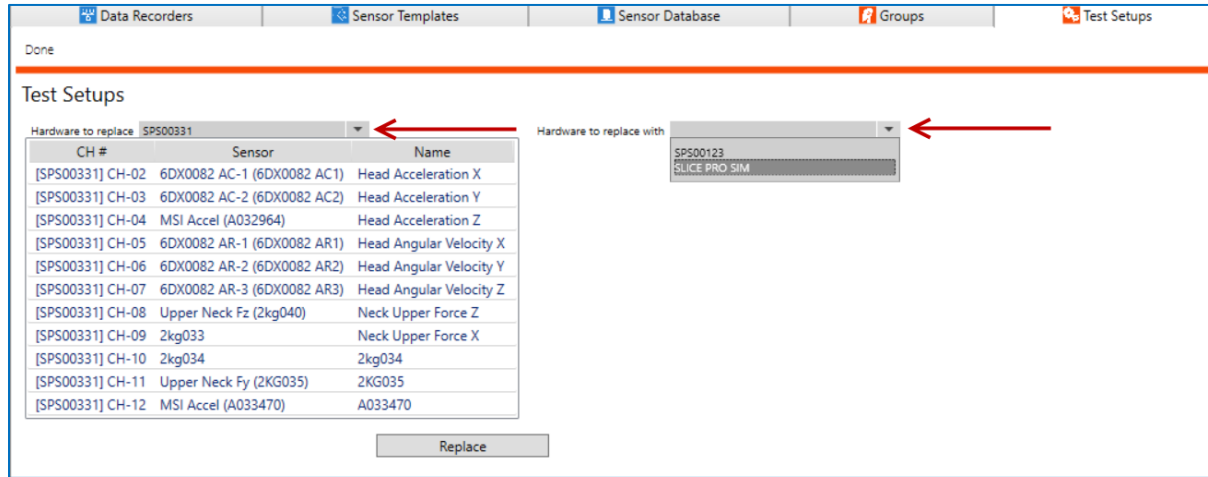 Data Recorders Sensor Templates Sensor Database Groups Test Setups
Done
Test Setups
Hardware to replace SPS00331 Hardware to replace with
SPS00123
SLICE PRO SIM
CH # Sensor Name
[SPS00331] CH-02 6DX0082 AC-1 (6DX0082 AC1) Head Acceleration X
[SPS00331] CH-03 6DX0082 AC-2 (6DX0082 AC2) Head Acceleration Y
[SPS00331] CH-04 MSI Accel (A032964) Head Acceleration Z
[SPS00331] CH-05 6DX0082 AR-1 (6DX0082 AR1) Head Angular Velocity X
[SPS00331] CH-06 6DX0082 AR-2 (6DX0082 AR2) Head Angular Velocity Y
[SPS00331] CH-07 6DX0082 AR-3 (6DX0082 AR3) Head Angular Velocity Z
[SPS00331] CH-08 Upper Neck Fz (2kg040) Neck Upper Force Z
[SPS00331] CH-09 2kg033 Neck Upper Force X
[SPS00331] CH-10 2kg034 2kg034
[SPS00331] CH-11 Upper Neck Fy (2KG035) 2KG035
[SPS00331] CH-12 MSI Accel (A033470) A033470
Replace